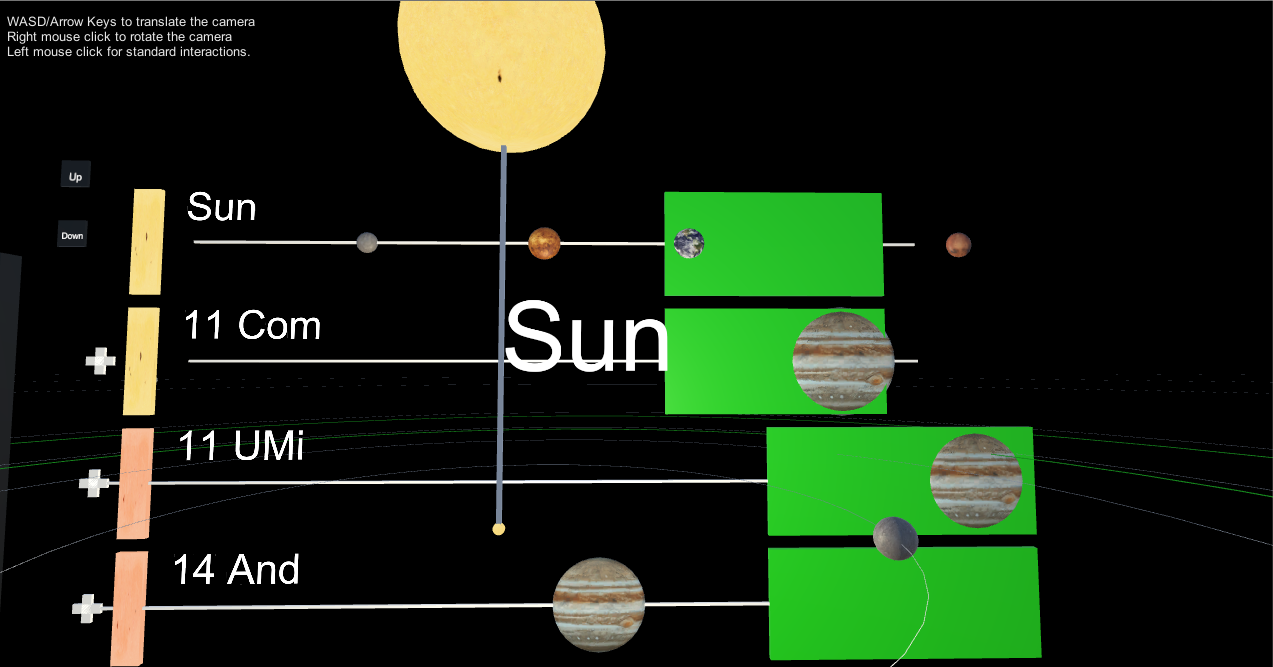 WASD/Arrow Keys to translate the camera
Right mouse click to rotate the camera
Left mouse click for standard interactions.
Up
Sun
Down
11 Com
Sun
11 UMi
14 And